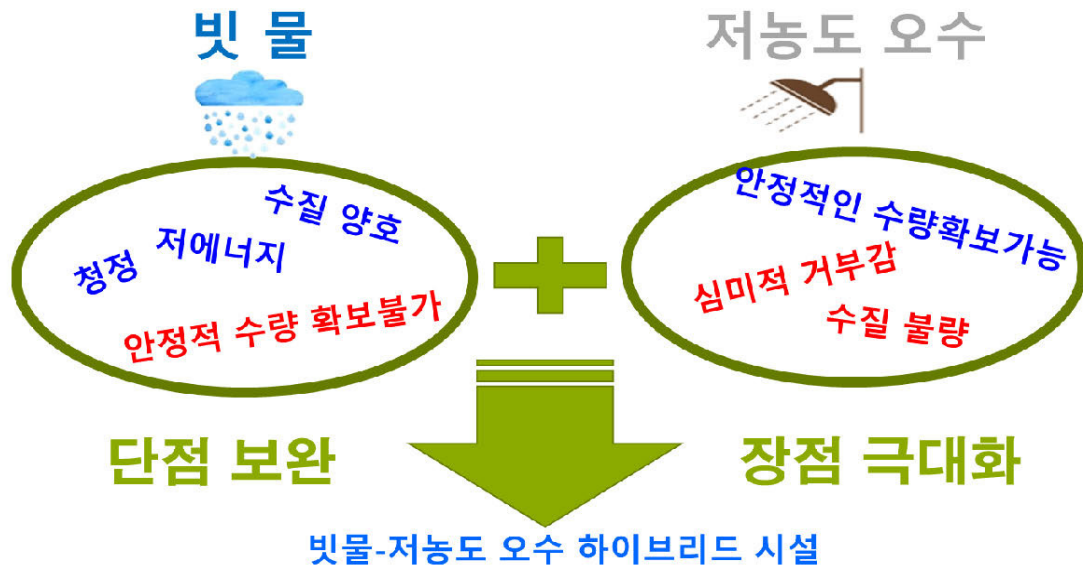 빗 물
저농도 오수
수질 양호
저에너지
청정
안정적 수량 확보불가
안정적인 수량확보가능
심미적 거부감
수질 불량
단점 보완
장점 극대화
빗물-저농도 오수 하이브리드 시설